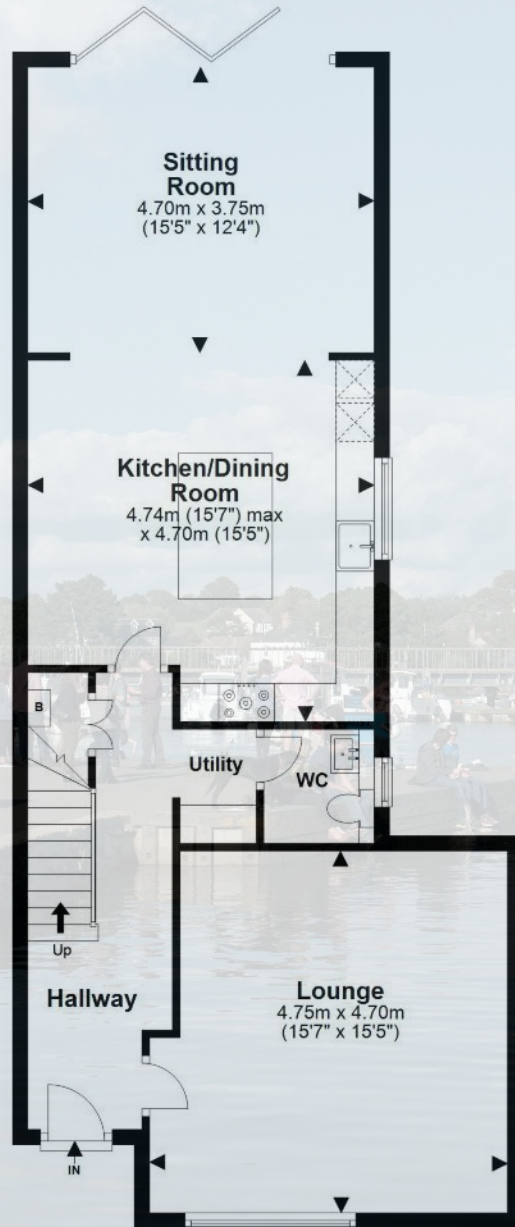 Sitting
Room
4.70m x 3.75m
(15'5" x 12'4")
Kitchen/Dining
Room
4.74m (15'7") max
x 4.70m (15'5")
B
Utility
WC
Up
Hallway
Lounge
4.75m x 4.70m
(15'7" x 15'5")
IN